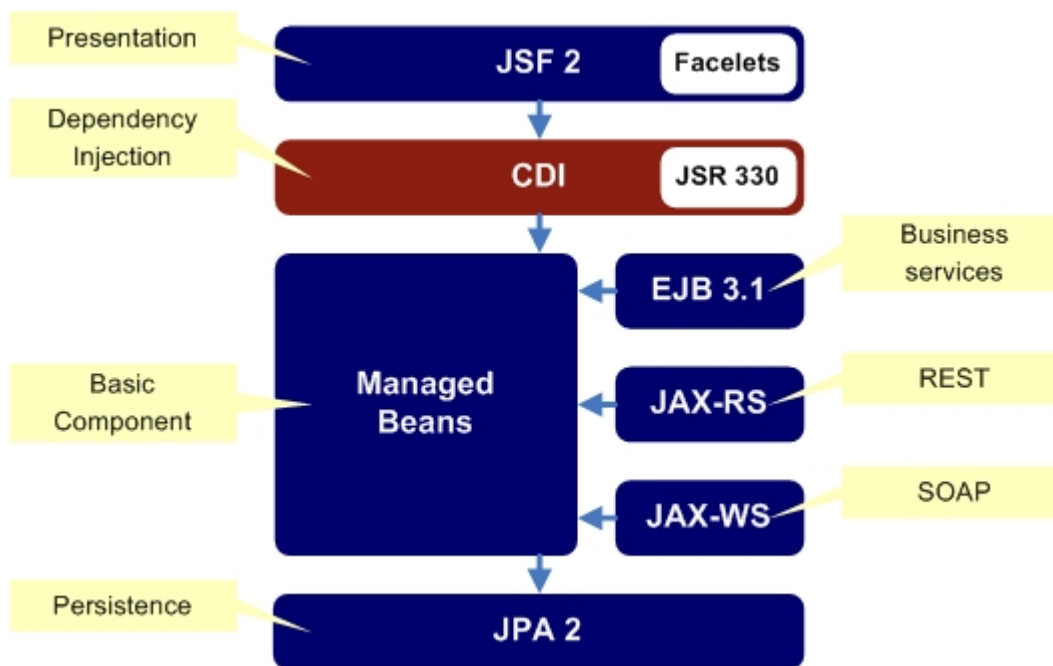 Presentation
JSF 2
Facelets
Dependency
Injection
CDI
JSR 330
Business
services
EJB 3.1
Basic
Component
Managed
Beans
REST
JAX-RS
SOAP
JAX-WS
Persistence
JPA 2